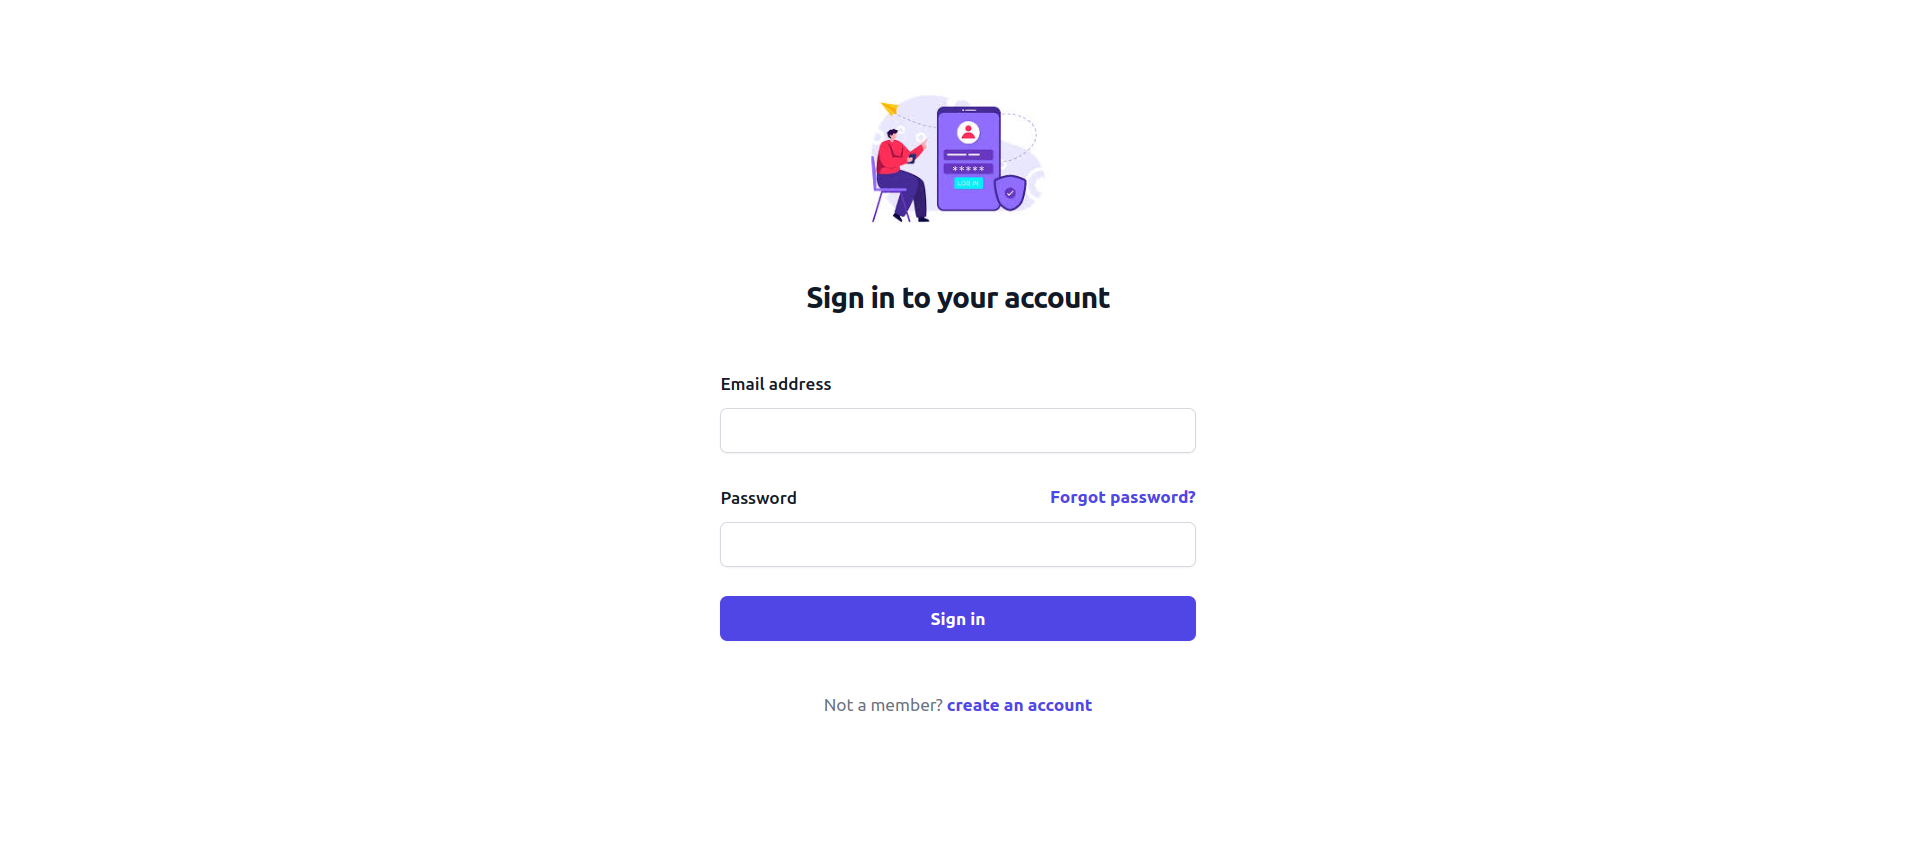 *****
LOG IN
Sign in to your account
Email address
Password Forgot password?
Sign in
Not a member? create an account